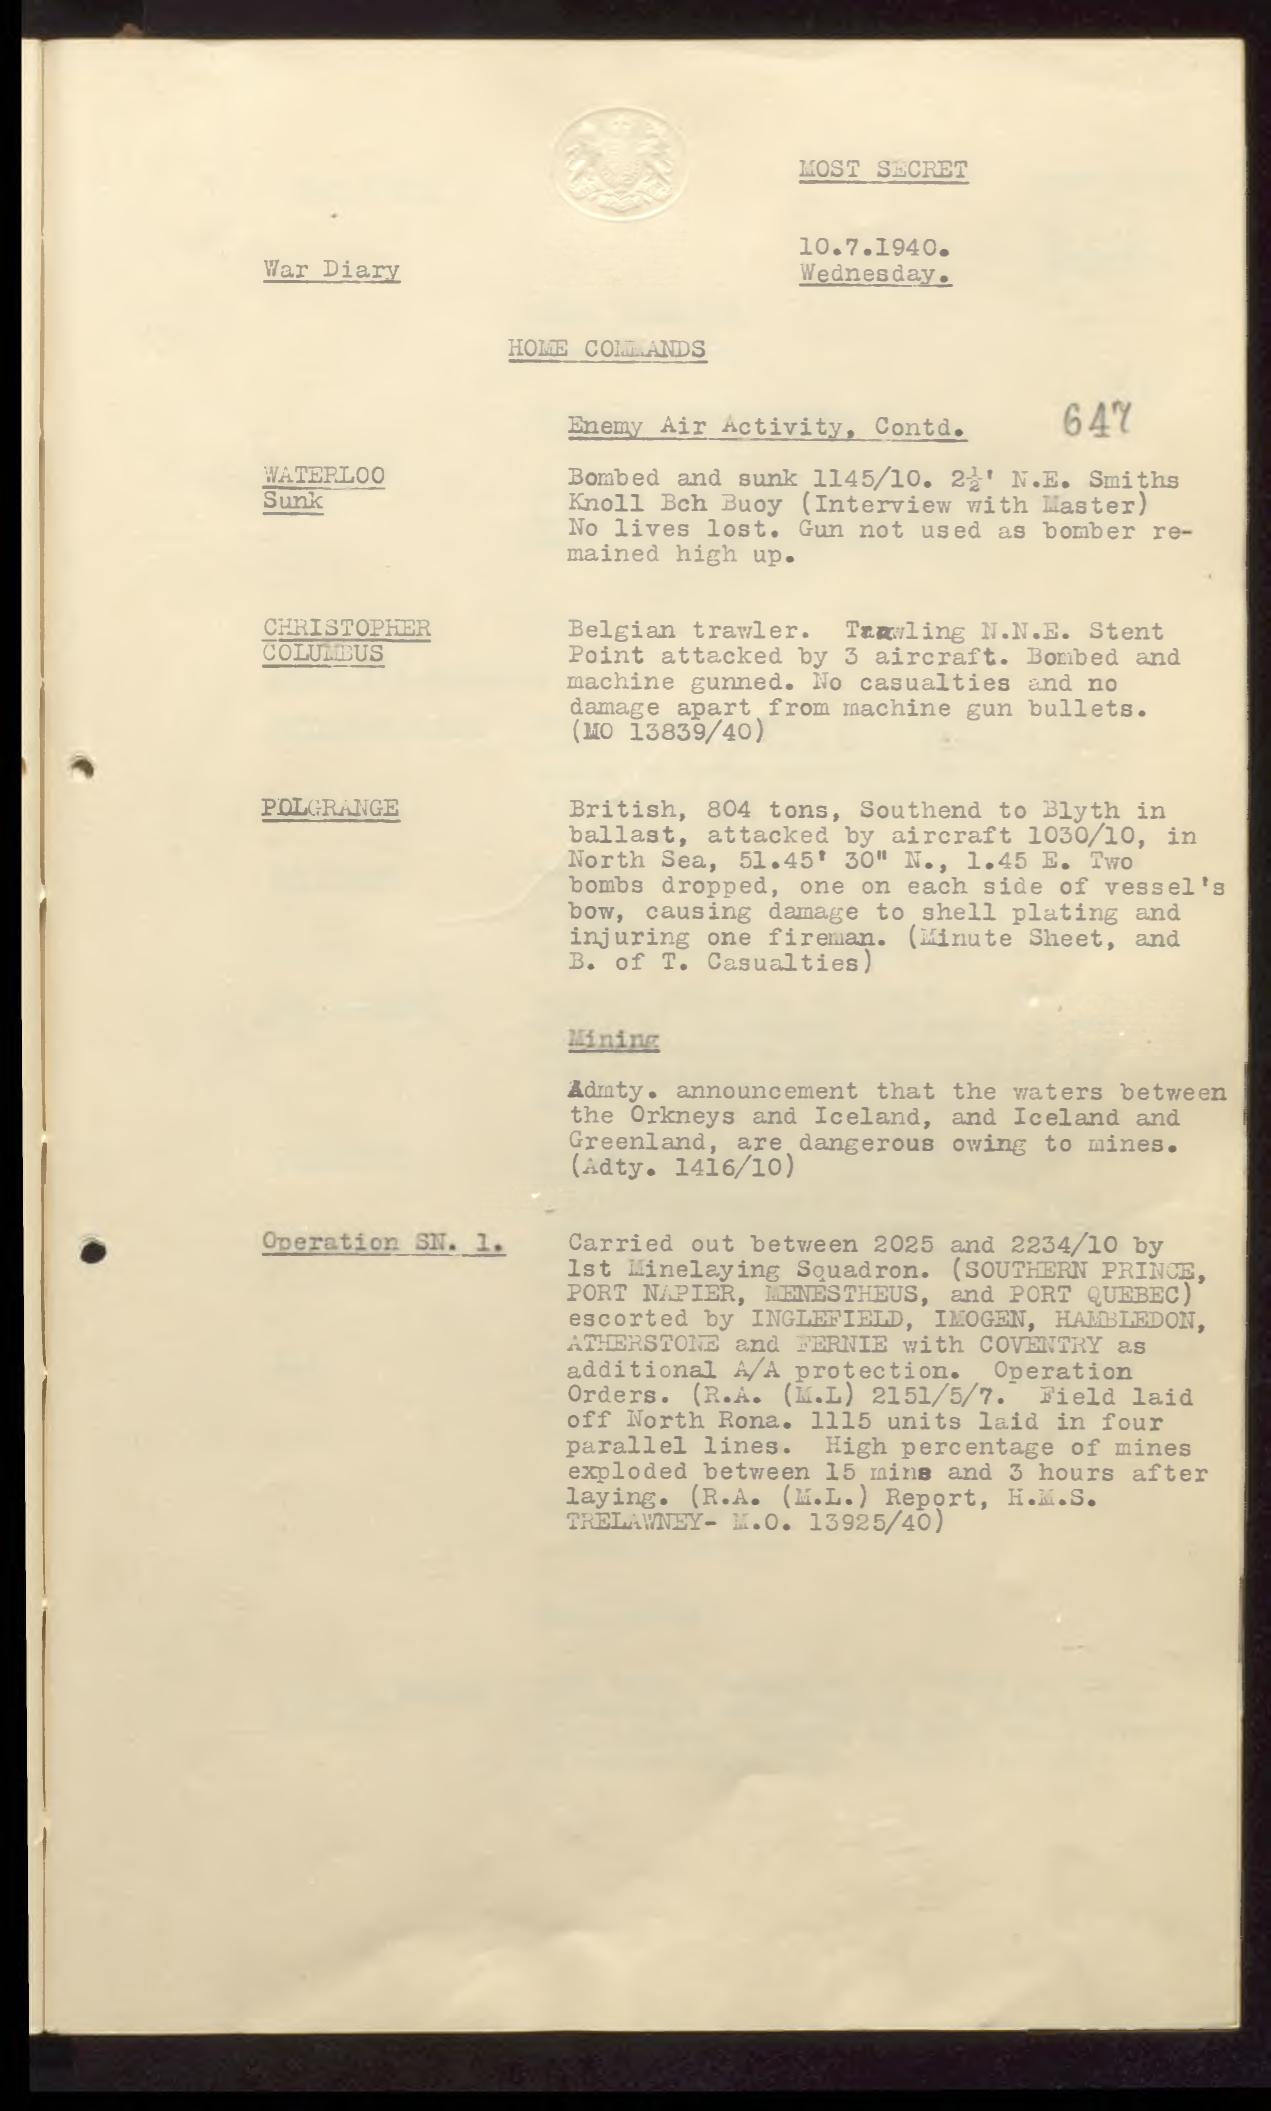 MOST SECRET
10.7.1940.
War Diary
Wednesday.
HOME COMMANDS
Enemy Air Activity, Contd.
647
WATERLOO
Sunk
Bombed and sunk 1145/10. 2½' N.E. Smiths
Knoll Bch Buoy (Interview with Master)
No lives lost. Gun not used as bomber re-
mained high up.
CHRISTOPHER
COLUMBUS
Belgian trawler. Trawling N.N.E. Stent
Point attacked by 3 aircraft. Bombed and
machine gunned. No casualties and no
damage apart from machine gun bullets.
(MO 13839/40)
POLGRANGE
British, 804 tons, Southend to Blyth in
ballast, attacked by aircraft 1030/10, in
North Sea, 51.45' 30" N., 1.45 E. Two
bombs dropped, one on each side of vessel's
bow, causing damage to shell plating and
injuring one fireman. (Minute Sheet, and
B. of T. Casualties)
Mining
Admty. announcement that the waters between
the Orkneys and Iceland, and Iceland and
Greenland, are dangerous owing to mines.
(Adty. 1416/10)
Operation SN. 1.
Carried out between 2025 and 2234/10 by
1st Minelaying Squadron. (SOUTHERN PRINCE,
PORT NAPIER, MENESTHEUS, and PORT QUEBEC)
escorted by INGLEFIELD, IMOGEN, HAMBLEDON,
ATHERSTONE and FERNIE with COVENTRY as
additional A/A protection. Operation
Orders. (R.A. (M.L) 2151/5/7. Field laid
off North Rona. 1115 units laid in four
parallel lines. High percentage of mines
exploded between 15 mins and 3 hours after
laying. (R.A. (M.L.) Report, H.M.S.
TRELAWNEY- M.O. 13925/40)